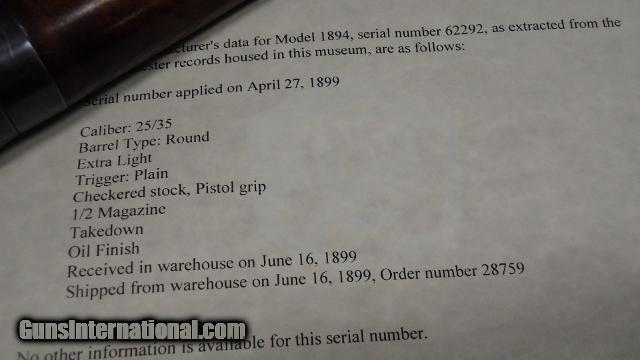 data for Model 1894, serial number 62292, as extracted from the
records housed in this museum, are as follows:
Serial number applied on April 27, 1899
Caliber: 25/35
Barrel Type: Round
Extra Light
Trigger: Plain
Checkered stock, Pistol grip
1/2 Magazine
Takedown
Oil Finish
Received in warehouse on June 16, 1899
Shipped from warehouse on June 16, 1899, Order number 28759
GunsInternational.com
No other information is available for this serial number.